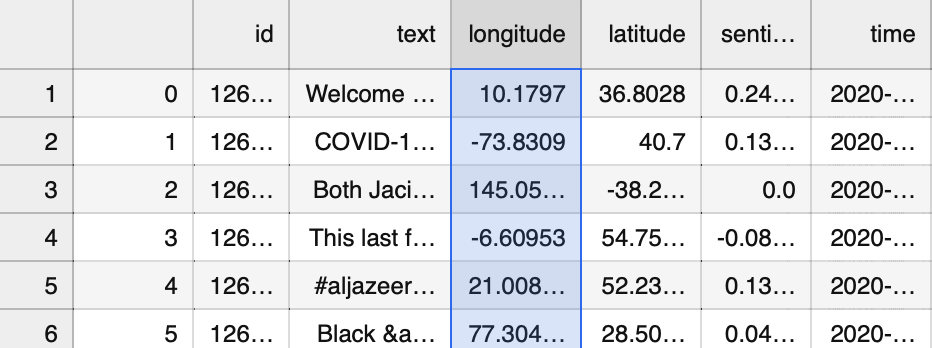 id text longitude latitude senti... time
1 0 126... Welcome ... 10.1797 36.8028 0.24... 2020-...
2 1 126... COVID-1... -73.8309 40.7 0.13... 2020-...
3 2 126... Both Jaci... 145.05... -38.2... 0.0 2020-...
4 3 126... This last f... -6.60953 54.75... -0.08... 2020-...
5 4 126... #aljazeer... 21.008... 52.23... 0.13... 2020-...
6 5 126... Black &a... 77.304... 28.50... 0.04... 2020-...